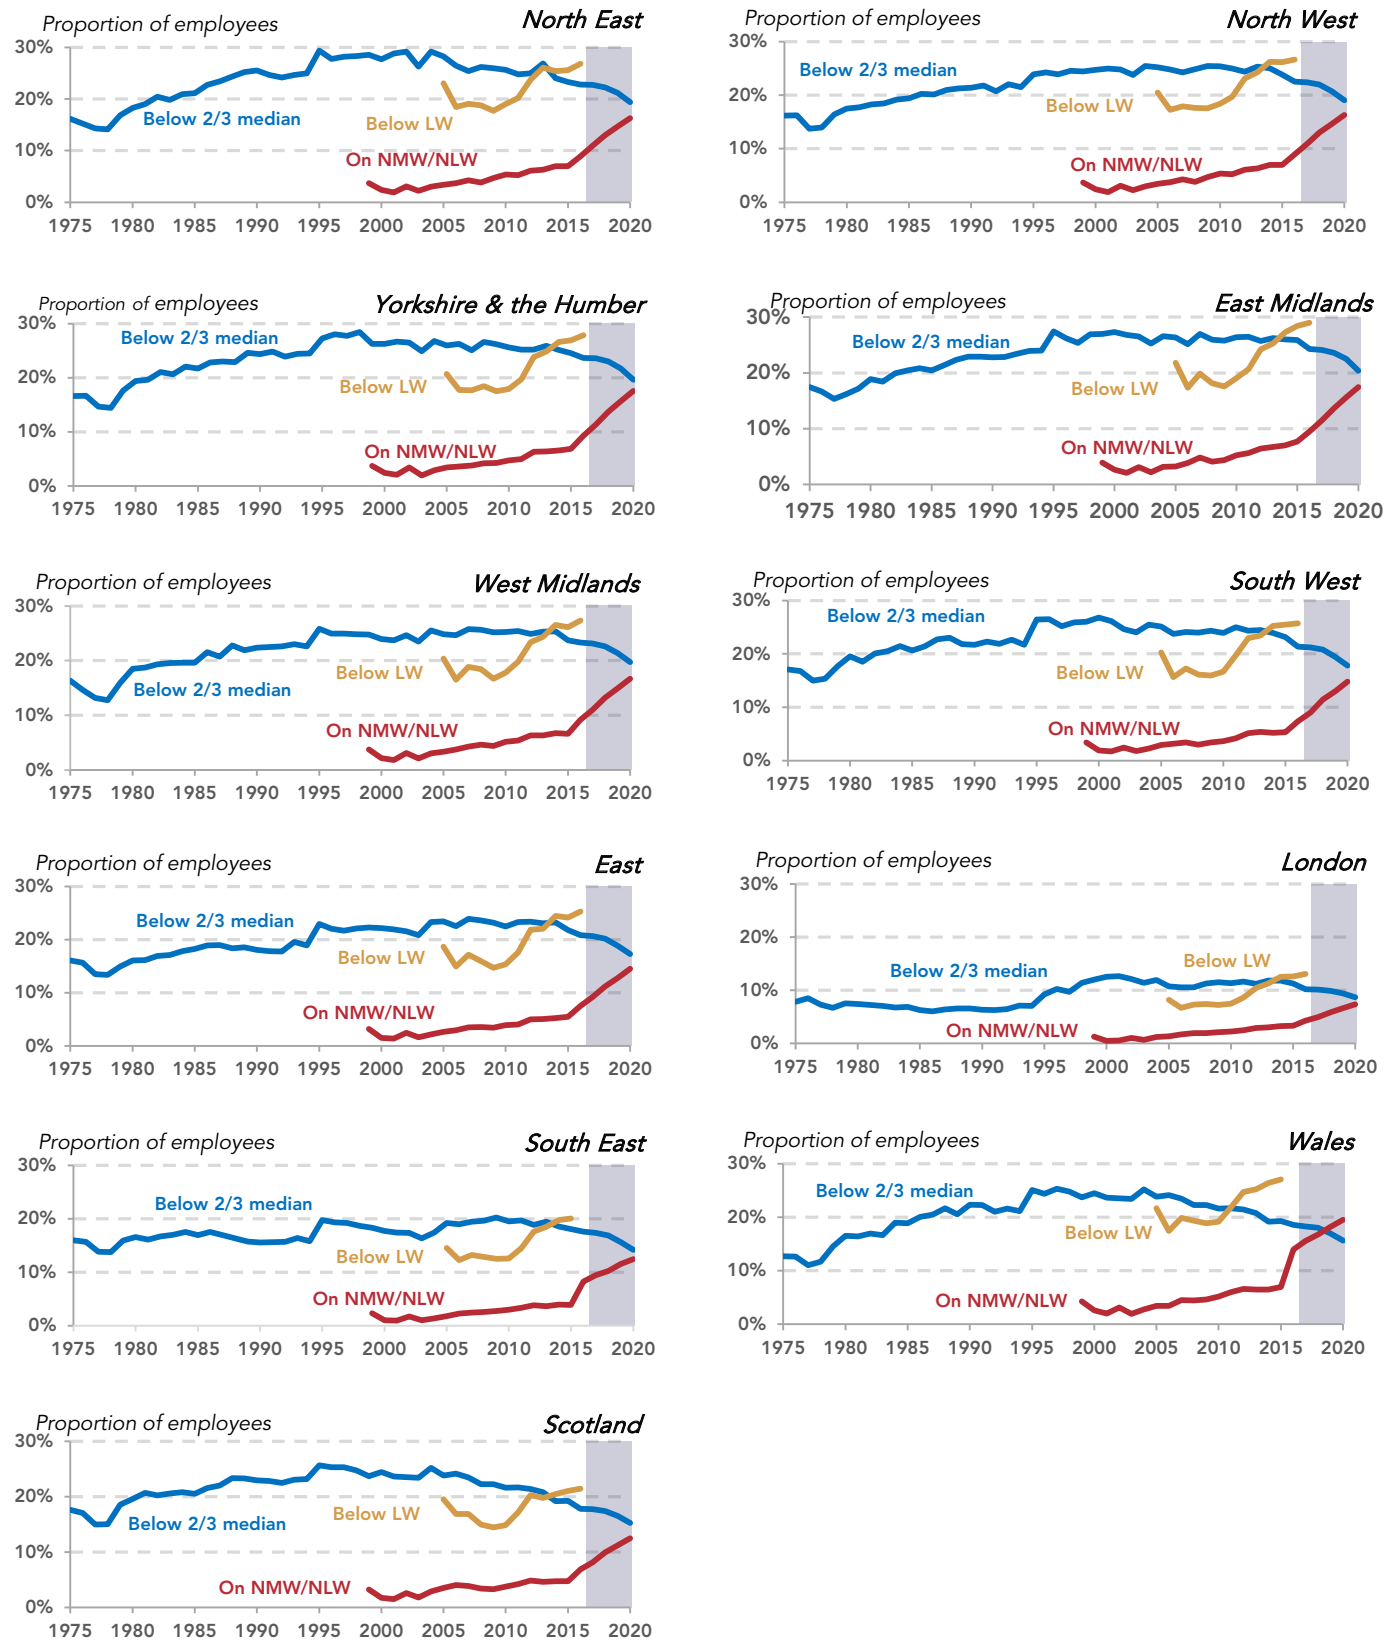 Proportion of employees North East
30%
Below 2/3 median
20%
Below LW
On NMW/NLW
10%
0%
1975 1980 1985 1990 1995 2000 2005 2010 2015 2020
Proportion of employees North West
30%
Below 2/3 median
20%
Below LW
On NMW/NLW
10%
0%
1975 1980 1985 1990 1995 2000 2005 2010 2015 2020
Proportion of employees Yorkshire & the Humber
30%
Below 2/3 median
20%
Below LW
On NMW/NLW
10%
0%
1975 1980 1985 1990 1995 2000 2005 2010 2015 2020
Proportion of employees East Midlands
30%
Below 2/3 median
20%
Below LW
On NMW/NLW
10%
0%
1975 1980 1985 1990 1995 2000 2005 2010 2015 2020
Proportion of employees West Midlands
30%
20%
Below LW
Below 2/3 median
On NMW/NLW
10%
0%
1975 1980 1985 1990 1995 2000 2005 2010 2015 2020
Proportion of employees South West
30%
Below 2/3 median
20%
Below LW
On NMW/NLW
10%
0%
1975 1980 1985 1990 1995 2000 2005 2010 2015 2020
Proportion of employees East
30%
Below 2/3 median
20%
Below LW
On NMW/NLW
10%
0%
1975 1980 1985 1990 1995 2000 2005 2010 2015 2020
Proportion of employees London
30%
20%
Below LW
Below 2/3 median
10%
On NMW/NLW
0%
1975 1980 1985 1990 1995 2000 2005 2010 2015 2020
Proportion of employees South East
30%
Below 2/3 median
20%
Below LW
10%
On NMW/NLW
0%
1975 1980 1985 1990 1995 2000 2005 2010 2015 2020
Proportion of employees Wales
30%
Below 2/3 median
20%
Below LW
10%
On NMW/NLW
0%
1975 1980 1985 1990 1995 2000 2005 2010 2015 2020
Proportion of employees Scotland
30%
20%
Below LW
Below 2/3 median
10%
On NMW/NLW
0%
1975 1980 1985 1990 1995 2000 2005 2010 2015 2020